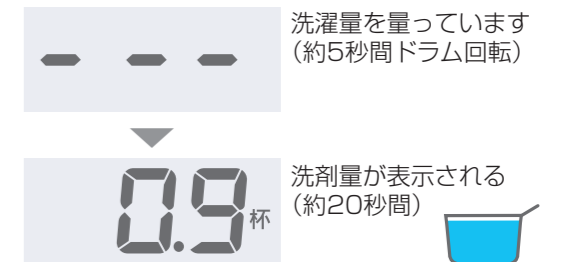 洗濯量を量っています
(約5秒間ドラム回転)
– – –
洗剤量が表示される
(約20秒間)
0.9杯